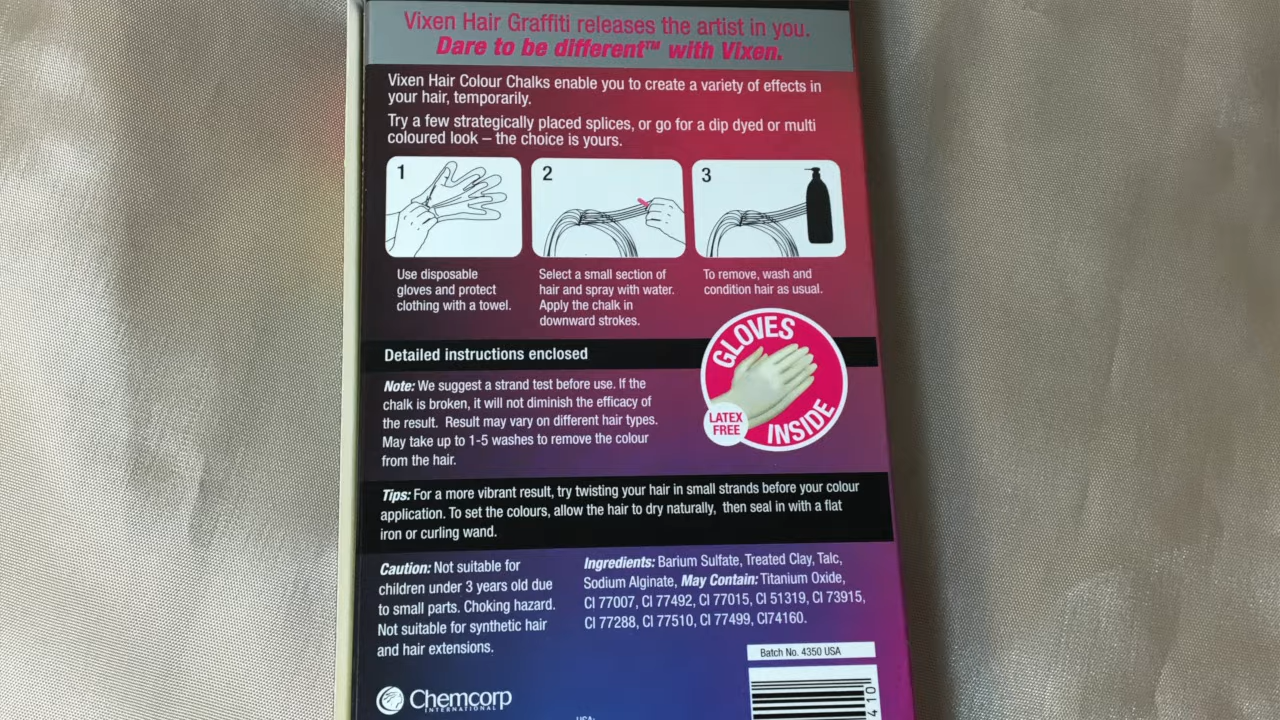 Vixen Hair Graffiti releases the artist in you.
Dare to be different™ with Vixen.
Vixen Hair Colour Chalks enable you to create a variety of effects in
your hair, temporarily.
Try a few strategically placed splices, or go for a dip dyed or multi
coloured look – the choice is yours.
1
2
3
Use disposable
gloves and protect
clothing with a towel.
Select a small section of
hair and spray with water.
Apply the chalk in
downward strokes.
To remove, wash and
condition hair as usual.
GLOVES
INSIDE
LATEX
FREE
Detailed instructions enclosed
Note: We suggest a strand test before use. If the
chalk is broken, it will not diminish the efficacy of
the result. Result may vary on different hair types.
May take up to 1-5 washes to remove the colour
from the hair.
Tips: For a more vibrant result, try twisting your hair in small strands before your colour
application. To set the colours, allow the hair to dry naturally, then seal in with a flat
iron or curling wand.
Caution: Not suitable for
children under 3 years old due
to small parts. Choking hazard.
Not suitable for synthetic hair
and hair extensions.
Ingredients: Barium Sulfate, Treated Clay, Talc,
Sodium Alginate, May Contain: Titanium Oxide,
CI 77007, CI 77492, CI 77015, CI 51319, CI 73915,
CI 77288, CI 77510, CI 77499, CI74160.
Batch No. 4350 USA
Chemcorp
INTERNATIONAL
USA:
410